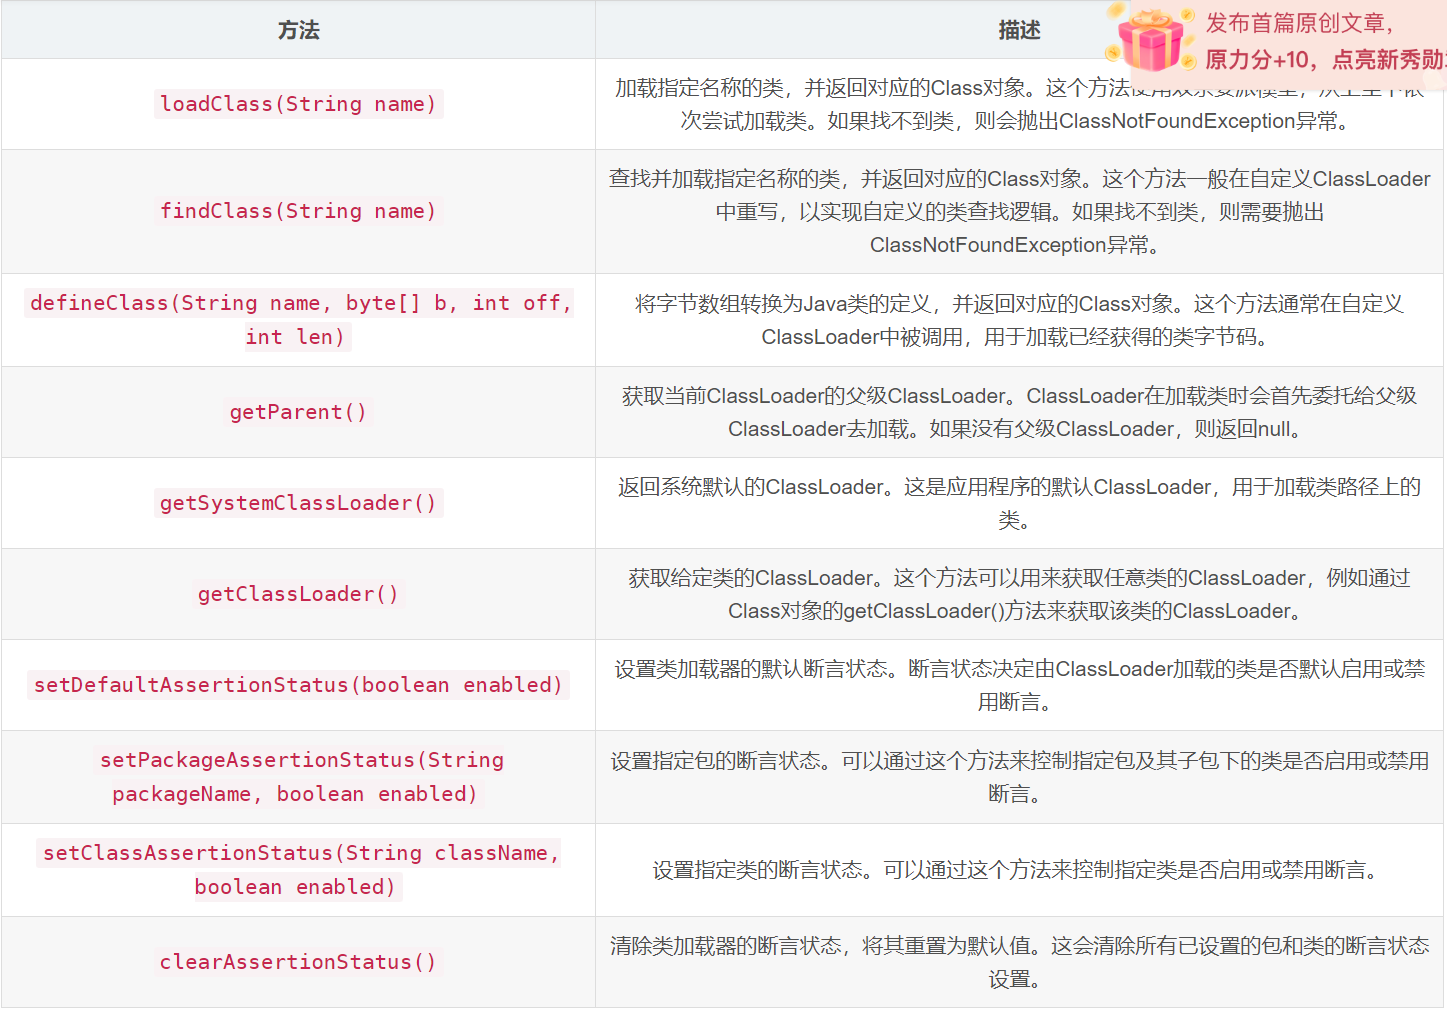 方法
描述
发布首篇原创文章,
原力分+10，点亮新秀勋
loadClass(String name)
加载指定名称的类，并返回对应的Class对象。这个方法使用双亲委派模型，从上至下依
次尝试加载类。如果找不到类，则会抛出ClassNotFoundException异常。
findClass(String name)
查找并加载指定名称的类，并返回对应的Class对象。这个方法一般在自定义ClassLoader
中重写，以实现自定义的类查找逻辑。如果找不到类，则需要抛出
ClassNotFoundException异常。
defineClass(String name, byte[] b, int off,
int len)
将字节数组转换为Java类的定义，并返回对应的Class对象。这个方法通常在自定义
ClassLoader中被调用，用于加载已经获得的类字节码。
getParent()
获取当前ClassLoader的父级ClassLoader。ClassLoader在加载类时会首先委托给父级
ClassLoader去加载。如果没有父级ClassLoader，则返回null。
getSystemClassLoader()
返回系统默认的ClassLoader。这是应用程序的默认ClassLoader，用于加载类路径上的
类。
getClassLoader()
获取给定类的ClassLoader。这个方法可以用来获取任意类的ClassLoader，例如通过
Class对象的getClassLoader()方法来获取该类的ClassLoader。
setDefaultAssertionStatus(boolean enabled)
设置类加载器的默认断言状态。断言状态决定由ClassLoader加载的类是否默认启用或禁
用断言。
setPackageAssertionStatus(String
packageName, boolean enabled)
设置指定包的断言状态。可以通过这个方法来控制指定包及其子包下的类是否启用或禁用
断言。
setClassAssertionStatus(String className,
boolean enabled)
设置指定类的断言状态。可以通过这个方法来控制指定类是否启用或禁用断言。
clearAssertionStatus()
清除类加载器的断言状态，将其重置为默认值。这会清除所有已设置的包和类的断言状态
设置。